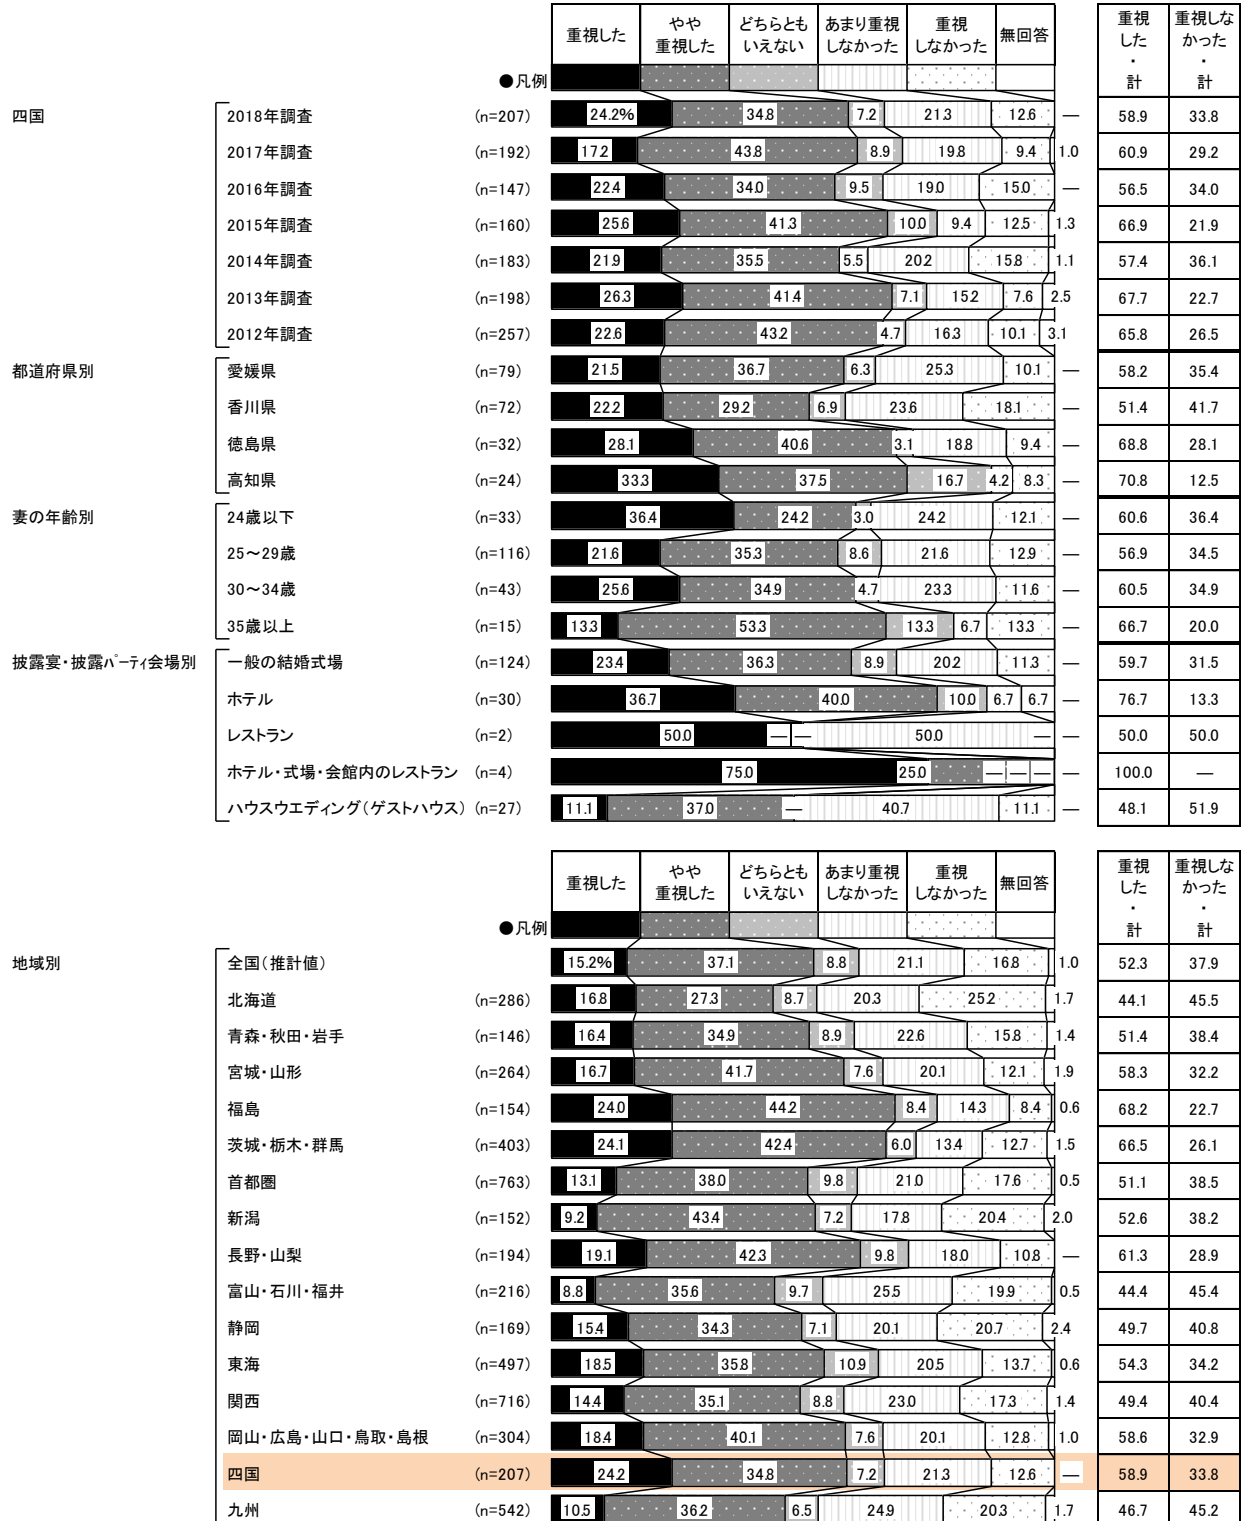 重視した やや重視した どちらともいえない あまり重視しなかった 重視しなかった 無回答 重視した・計 重視しなかった・計
●凡例
四国 2018年調査 (n=207) 24.2% 34.8 7.2 21.3 12.6 — 58.9 33.8
2017年調査 (n=192) 17.2 43.8 8.9 19.8 9.4 1.0 60.9 29.2
2016年調査 (n=147) 22.4 34.0 9.5 19.0 15.0 — 56.5 34.0
2015年調査 (n=160) 25.6 41.3 10.0 9.4 12.5 1.3 66.9 21.9
2014年調査 (n=183) 21.9 35.5 5.5 20.2 15.8 1.1 57.4 36.1
2013年調査 (n=198) 26.3 41.4 7.1 15.2 7.6 2.5 67.7 22.7
2012年調査 (n=257) 22.6 43.2 4.7 16.3 10.1 3.1 65.8 26.5
都道府県別 愛媛県 (n=79) 21.5 36.7 6.3 25.3 10.1 — 58.2 35.4
香川県 (n=72) 22.2 29.2 6.9 23.6 18.1 — 51.4 41.7
徳島県 (n=32) 28.1 40.6 3.1 18.8 9.4 — 68.8 28.1
高知県 (n=24) 33.3 37.5 16.7 4.2 8.3 — 70.8 12.5
妻の年齢別 24歳以下 (n=33) 36.4 24.2 3.0 24.2 12.1 — 60.6 36.4
25～29歳 (n=116) 21.6 35.3 8.6 21.6 12.9 — 56.9 34.5
30～34歳 (n=43) 25.6 34.9 4.7 23.3 11.6 — 60.5 34.9
35歳以上 (n=15) 13.3 53.3 13.3 6.7 13.3 — 66.7 20.0
披露宴・披露パーティ会場別 一般の結婚式場 (n=124) 23.4 36.3 8.9 20.2 11.3 — 59.7 31.5
ホテル (n=30) 36.7 40.0 10.0 6.7 6.7 — 76.7 13.3
レストラン (n=2) 50.0 — — 50.0 — — 50.0 50.0
ホテル・式場・会館内のレストラン (n=4) 75.0 25.0 — — — — 100.0 —
ハウスウエディング（ゲストハウス） (n=27) 11.1 37.0 — 40.7 11.1 — 48.1 51.9
重視した やや重視した どちらともいえない あまり重視しなかった 重視しなかった 無回答 重視した・計 重視しなかった・計
●凡例
地域別 全国（推計値） 15.2% 37.1 8.8 21.1 16.8 1.0 52.3 37.9
北海道 (n=286) 16.8 27.3 8.7 20.3 25.2 1.7 44.1 45.5
青森・秋田・岩手 (n=146) 16.4 34.9 8.9 22.6 15.8 1.4 51.4 38.4
宮城・山形 (n=264) 16.7 41.7 7.6 20.1 12.1 1.9 58.3 32.2
福島 (n=154) 24.0 44.2 8.4 14.3 8.4 0.6 68.2 22.7
茨城・栃木・群馬 (n=403) 24.1 42.4 6.0 13.4 12.7 1.5 66.5 26.1
首都圏 (n=763) 13.1 38.0 9.8 21.0 17.6 0.5 51.1 38.5
新潟 (n=152) 9.2 43.4 7.2 17.8 20.4 2.0 52.6 38.2
長野・山梨 (n=194) 19.1 42.3 9.8 18.0 10.8 — 61.3 28.9
富山・石川・福井 (n=216) 8.8 35.6 9.7 25.5 19.9 0.5 44.4 45.4
静岡 (n=169) 15.4 34.3 7.1 20.1 20.7 2.4 49.7 40.8
東海 (n=497) 18.5 35.8 10.9 20.5 13.7 0.6 54.3 34.2
関西 (n=716) 14.4 35.1 8.8 23.0 17.3 1.4 49.4 40.4
岡山・広島・山口・鳥取・島根 (n=304) 18.4 40.1 7.6 20.1 12.8 1.0 58.6 32.9
四国 (n=207) 24.2 34.8 7.2 21.3 12.6 — 58.9 33.8
九州 (n=542) 10.5 36.2 6.5 24.9 20.3 1.7 46.7 45.2